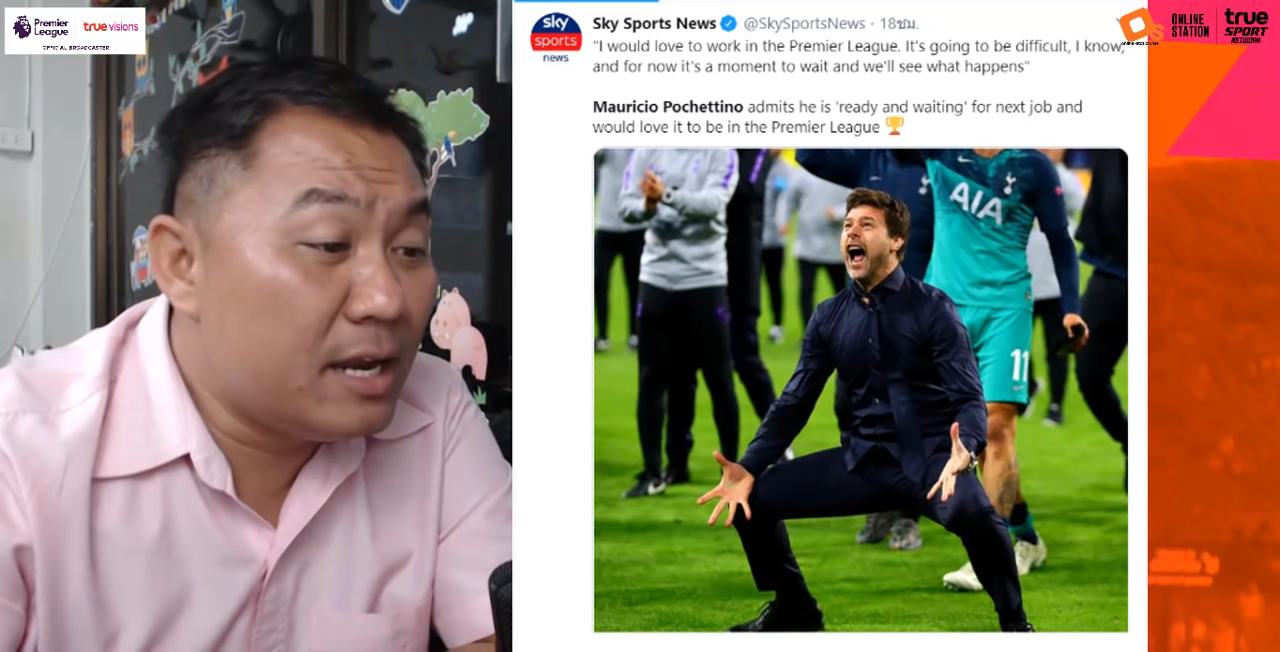 Premier League
true visions
OFFICIAL BROADCASTER
sky sports news
Sky Sports News @SkySportsNews · 18ชม.
"I would love to work in the Premier League. It's going to be difficult, I know,
and for now it's a moment to wait and we'll see what happens"
Mauricio Pochettino admits he is 'ready and waiting' for next job and
would love it to be in the Premier League 🏆
AIA
11
ONLINE STATION
true SPORT NETWORK